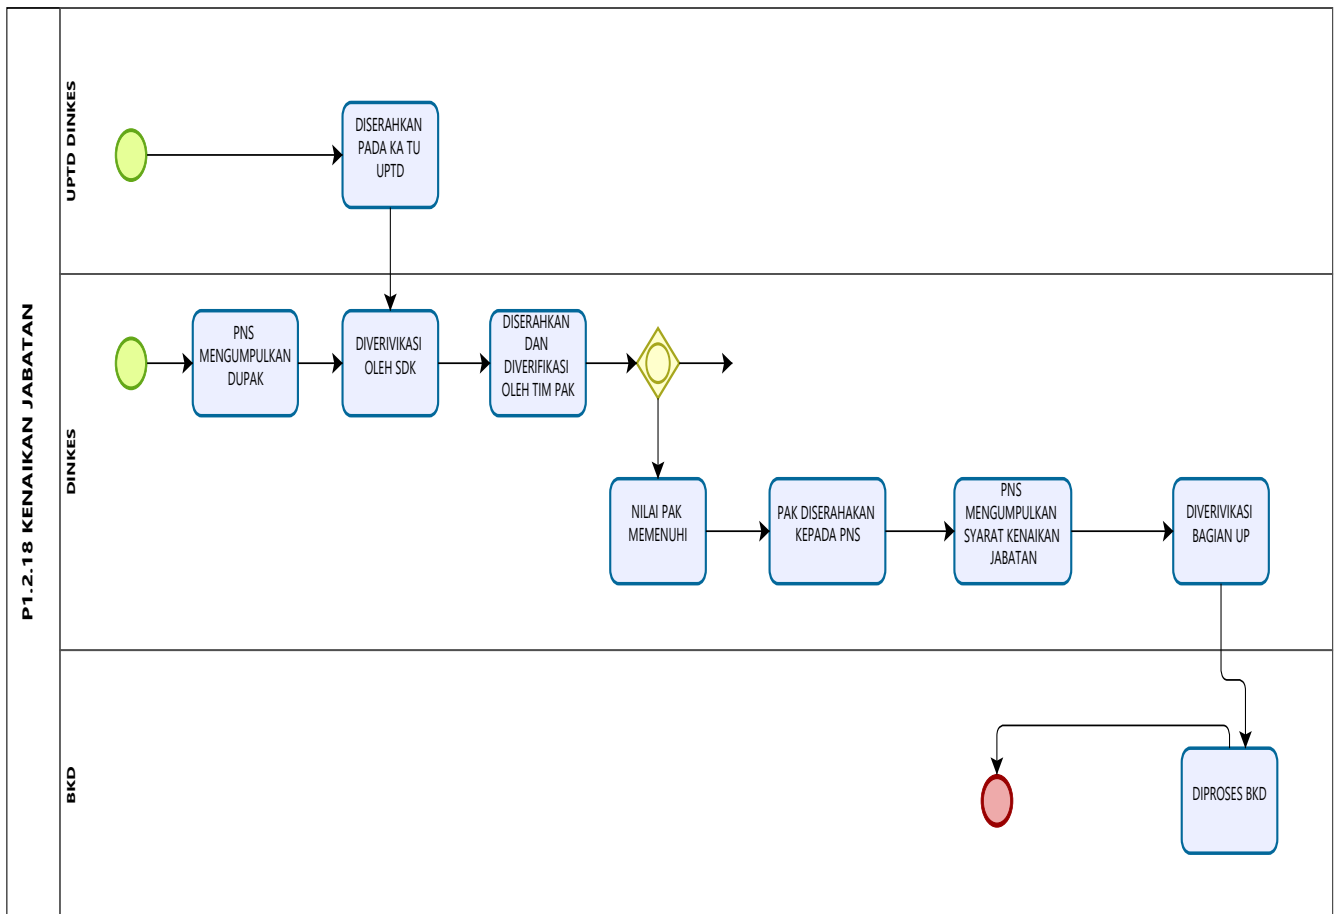 P1.2.18 KENAIKAN JABATAN
UPTD DINKES
DISERAHKAN
PADA KA TU
UPTD
DINKES
PNS
MENGUMPULKAN
DUPAK
DIVERIVIKASI
OLEH SDK
DISERAHKAN
DAN
DIVERIFIKASI
OLEH TIM PAK
NILAI PAK
MEMENUHI
PAK DISERAHAKAN
KEPADA PNS
PNS
MENGUMPULKAN
SYARAT KENAIKAN
JABATAN
DIVERIVIKASI
BAGIAN UP
BKD
DIPROSES BKD